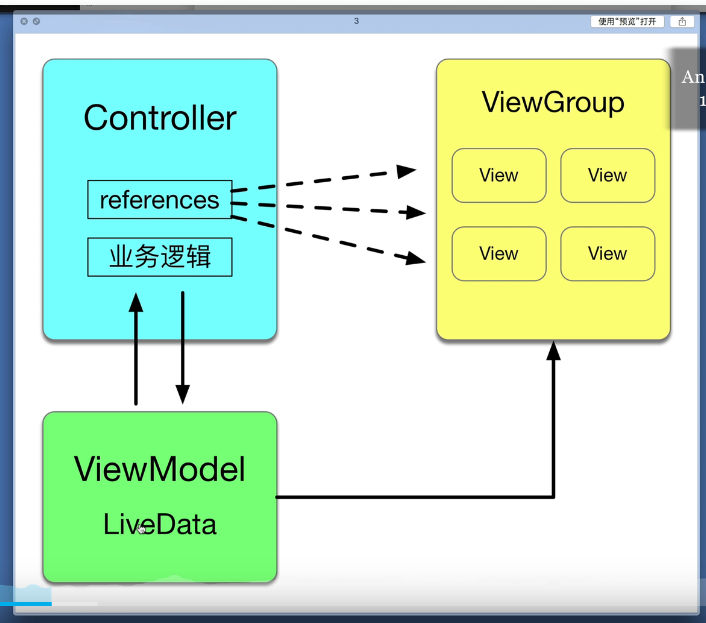 3
使用“预览”打开
An
1
Controller
references
业务逻辑
ViewGroup
View
View
View
View
ViewModel
LiveData